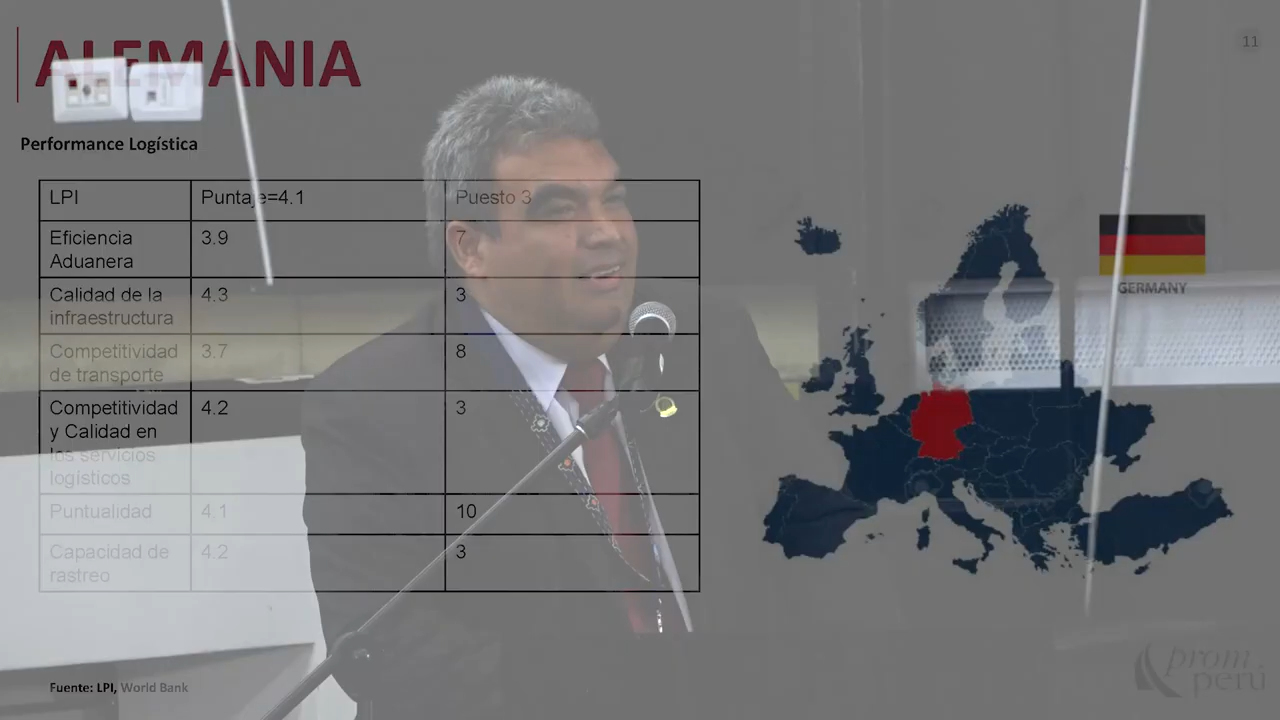 11
ALEMANIA
Performance Logística
LPI Puntaje=4.1 Puesto 3
Eficiencia 3.9 7
Aduanera
Calidad de la 4.3 3
infraestructura
Competitividad 3.7 8
de transporte
Competitividad 4.2 3
y Calidad en
los servicios
logísticos
Puntualidad 4.1 10
Capacidad de 4.2 3
rastreo
GERMANY
Fuente: LPI, World Bank
prom
perú